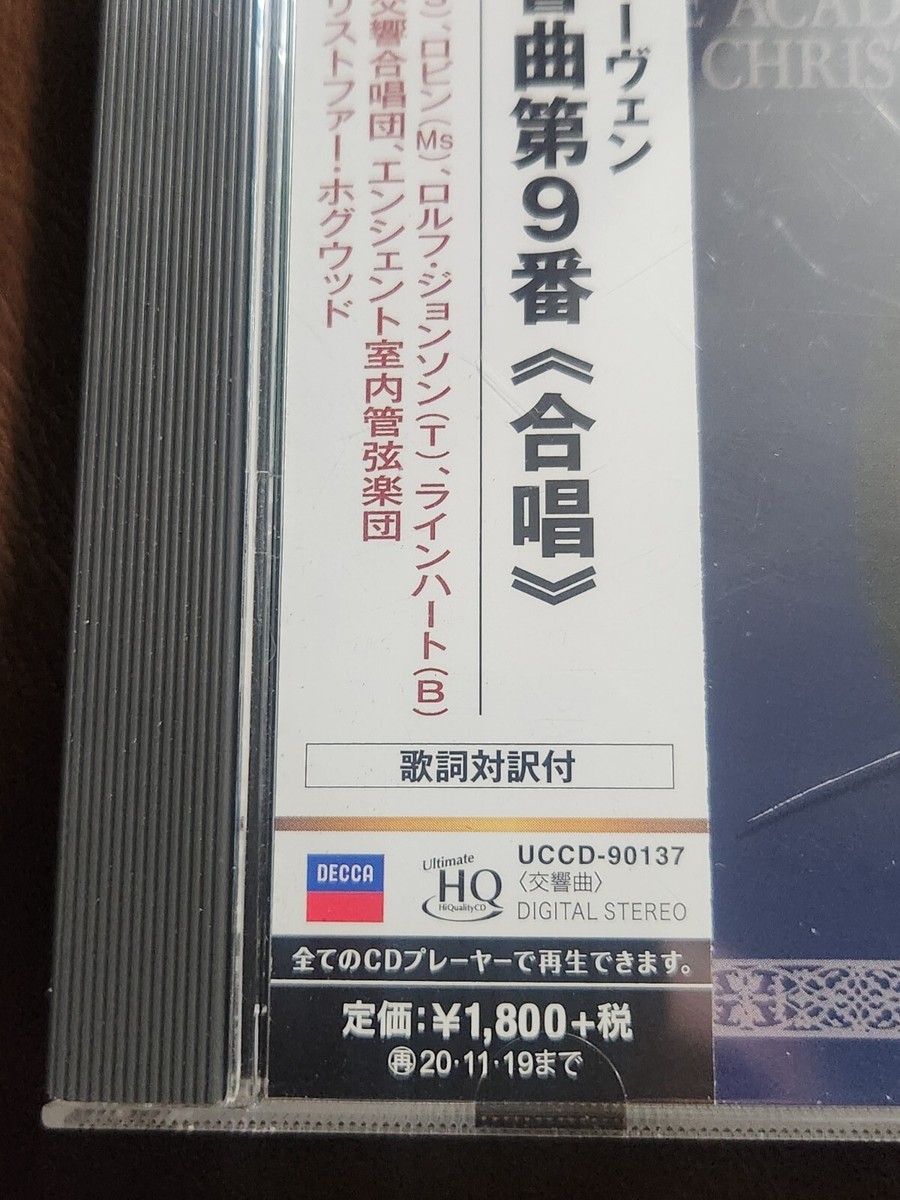 ーヴェン
響曲第9番《合唱》
)、ロビン(Ms)、ロルフ・ジョンソン(T)、ラインハート(B)
交響合唱団、エンシェント室内管弦楽団
リストファー・ホグウッド
ACAD
CHRIST
歌詞対訳付
DECCA
Ultimate
HQ
HiQualityCD
UCCD-90137
〈交響曲〉
DIGITAL STEREO
全てのCDプレーヤーで再生できます。
定価:¥1,800+税
㊞20·11·19まで